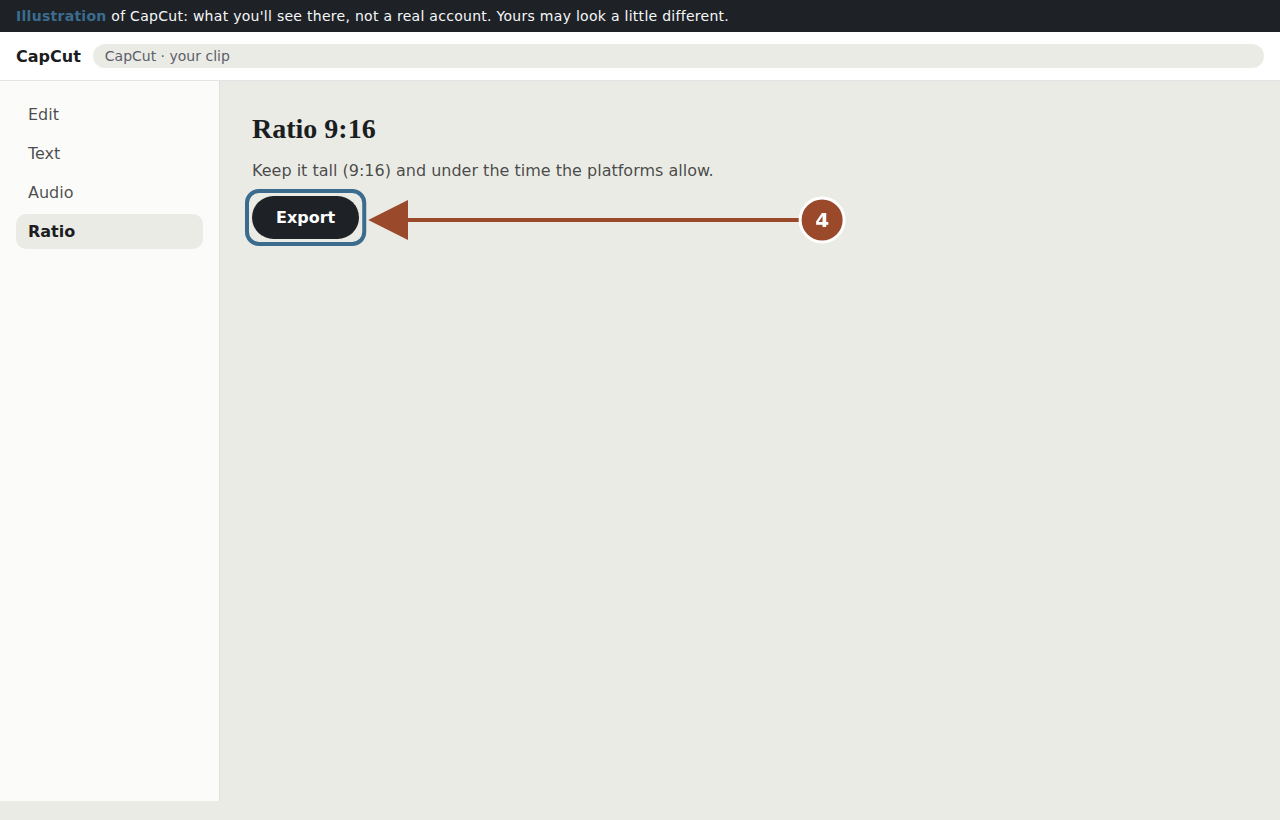 Illustration of CapCut: what you'll see there, not a real account. Yours may look a little different.
CapCut
CapCut · your clip
Edit
Text
Audio
Ratio
Ratio 9:16
Keep it tall (9:16) and under the time the platforms allow.
Export
4